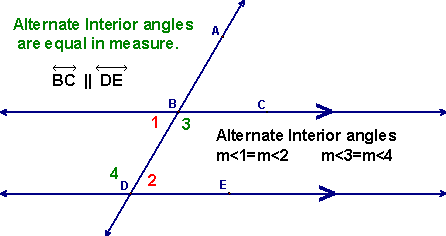 Alternate Interior angles
are equal in measure.
A
BC || DE
B
C
1
3
Alternate Interior angles
m<1=m<2 m<3=m<4
4
D
2
E